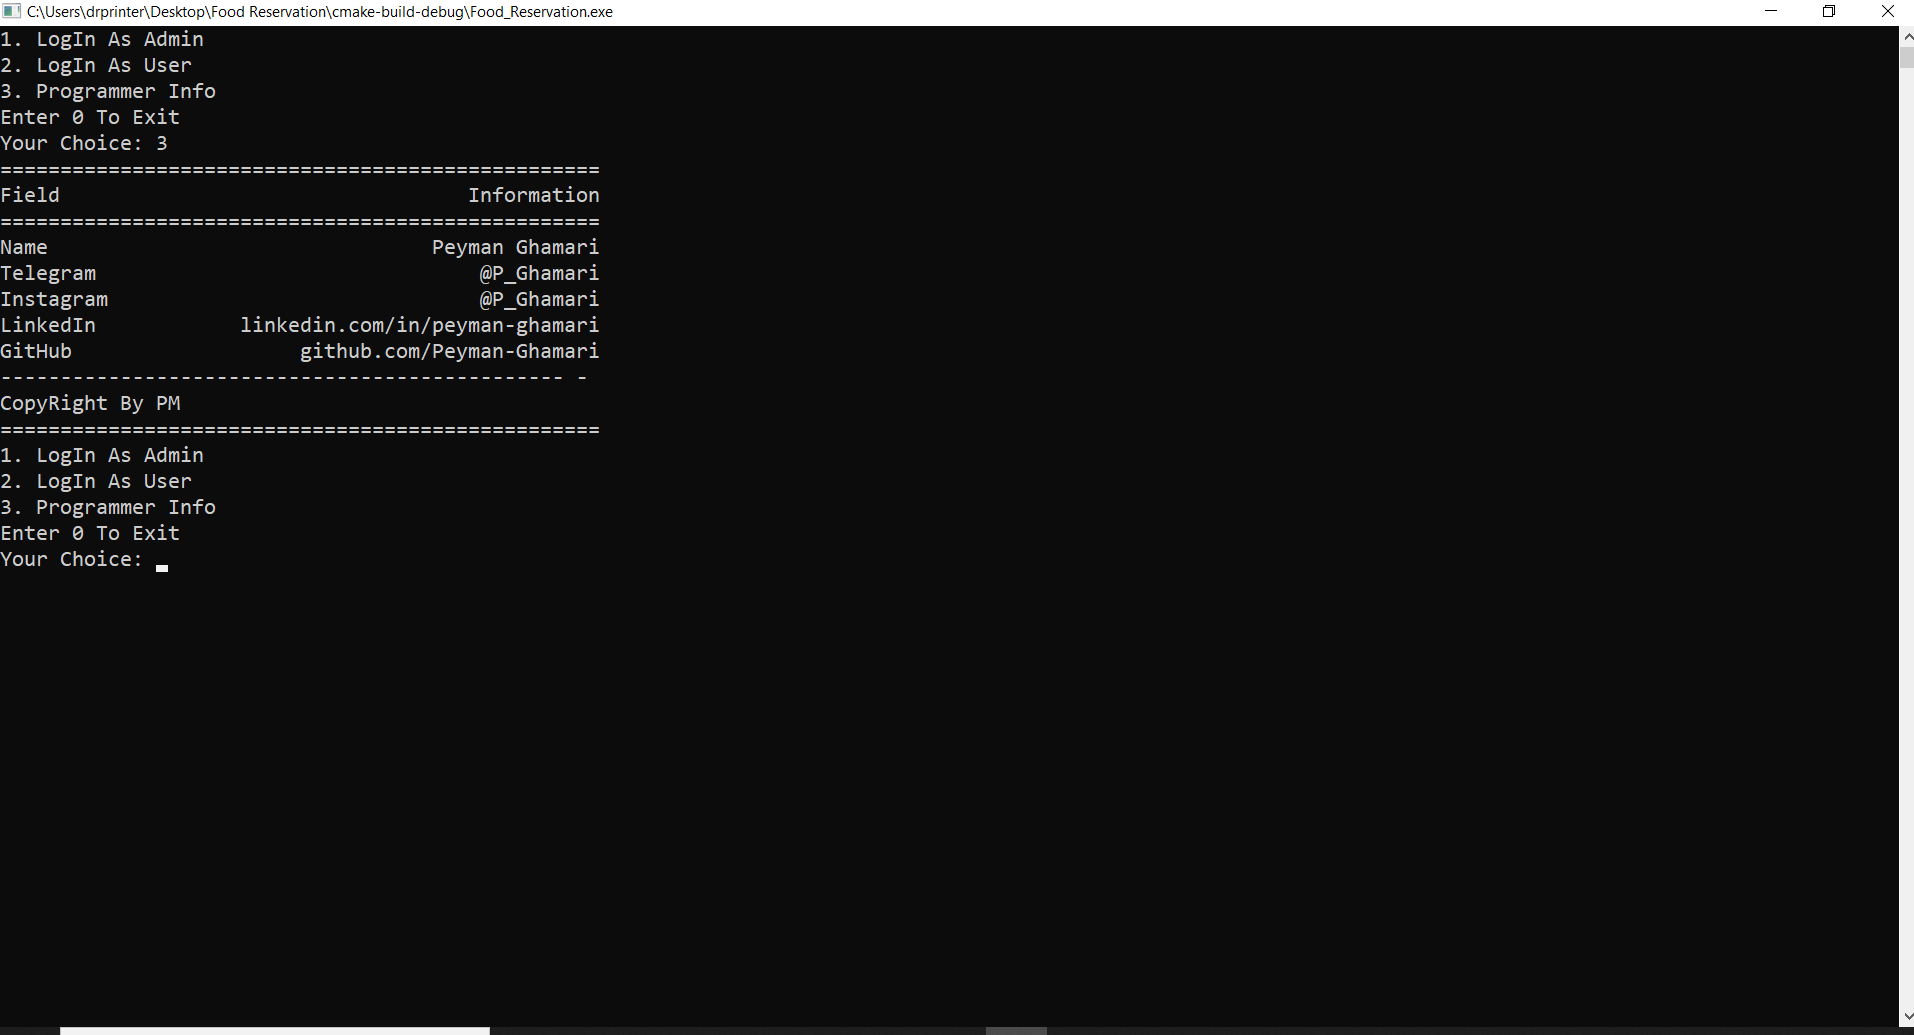 C:\Users\drprinter\Desktop\Food Reservation\cmake-build-debug\Food_Reservation.exe
1. LogIn As Admin
2. LogIn As User
3. Programmer Info
Enter 0 To Exit
Your Choice: 3
==================================================
Field                                  Information
==================================================
Name                                Peyman Ghamari
Telegram                                @P_Ghamari
Instagram                               @P_Ghamari
LinkedIn            linkedin.com/in/peyman-ghamari
GitHub                   github.com/Peyman-Ghamari
----------------------------------------------- -
CopyRight By PM
==================================================
1. LogIn As Admin
2. LogIn As User
3. Programmer Info
Enter 0 To Exit
Your Choice: